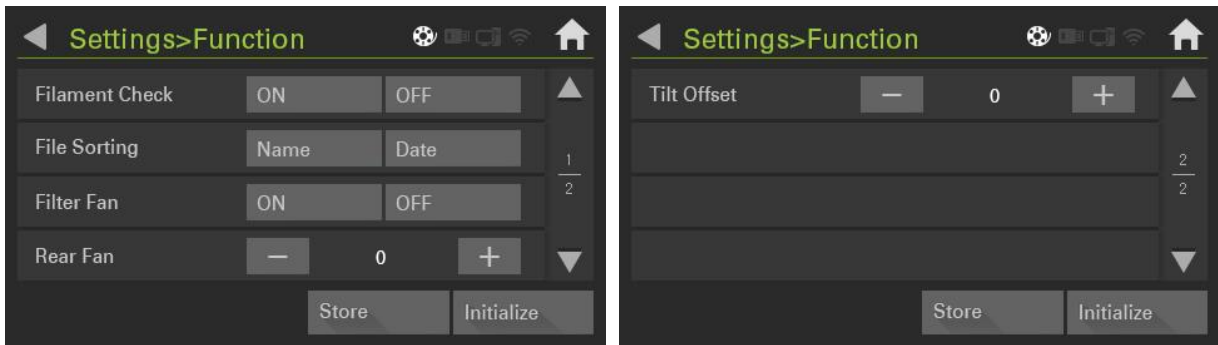 Settings>Function
Filament Check ON OFF
File Sorting Name Date
Filter Fan ON OFF
Rear Fan − 0 +
1
2
Store Initialize
Settings>Function
Tilt Offset − 0 +
2
2
Store Initialize